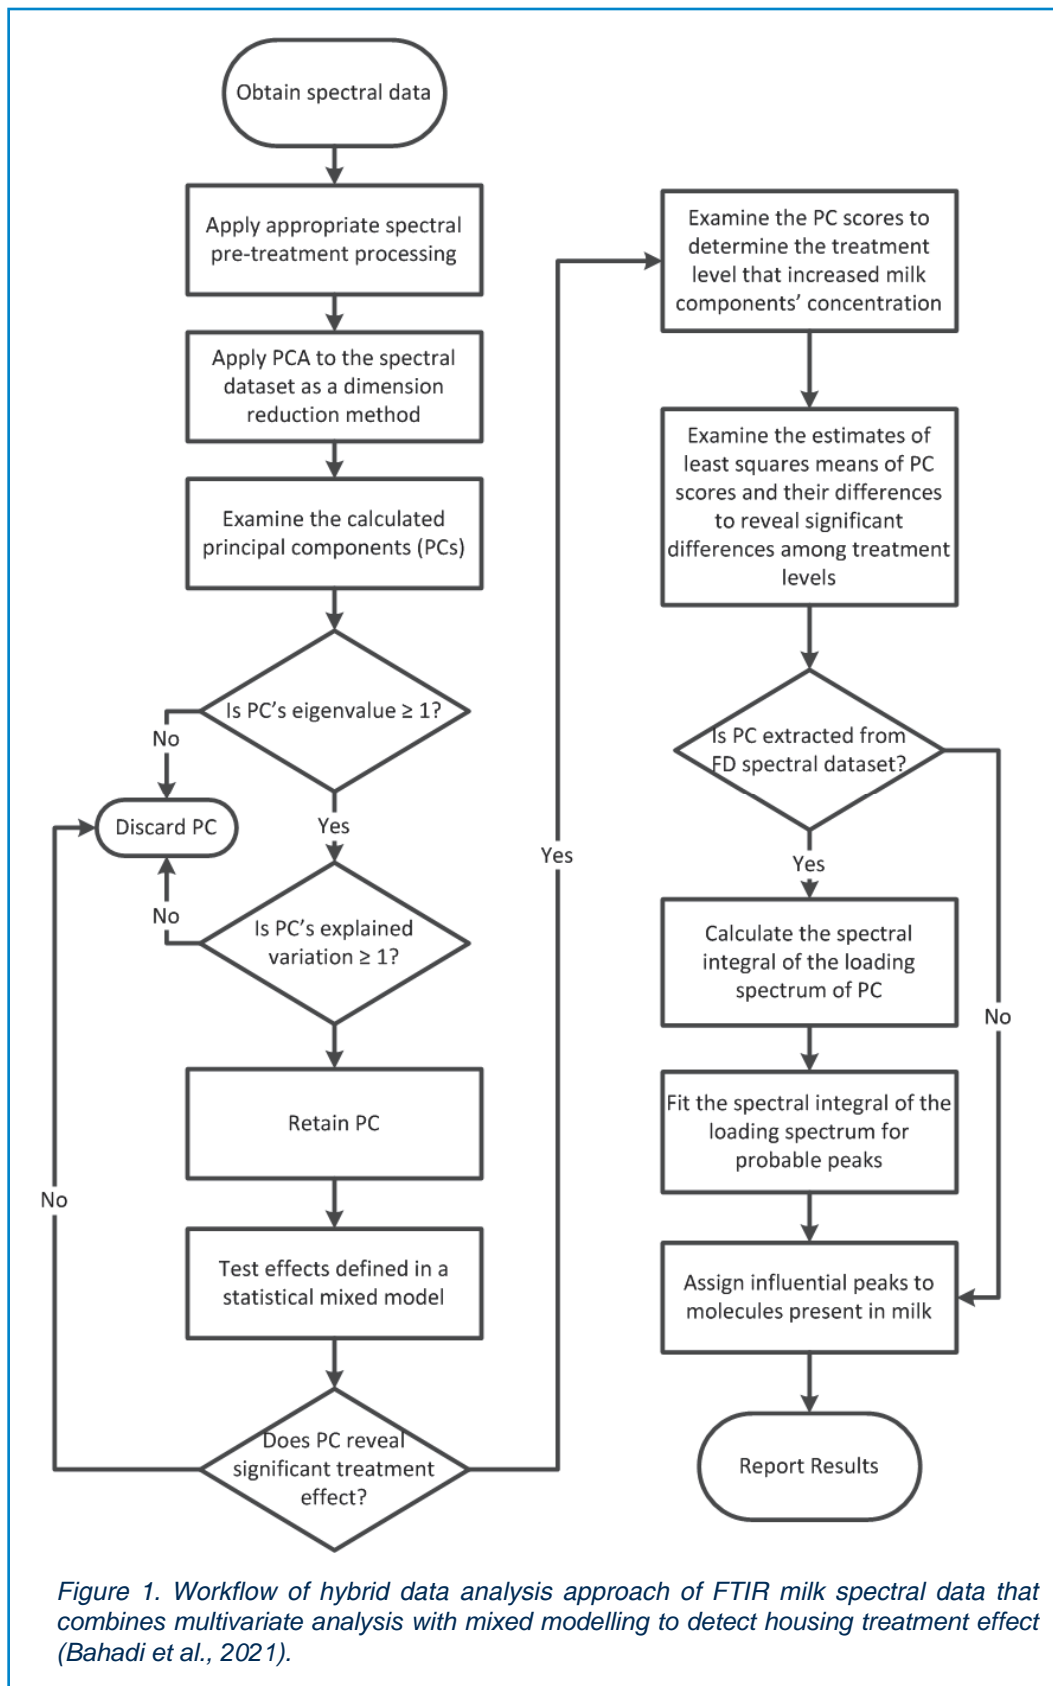 Obtain spectral data
Apply appropriate spectral
pre-treatment processing
Apply PCA to the spectral
dataset as a dimension
reduction method
Examine the calculated
principal components (PCs)
Is PC’s eigenvalue ≥ 1?
No
Discard PC
Yes
No
Is PC’s explained
variation ≥ 1?
Retain PC
No
Test effects defined in a
statistical mixed model
Does PC reveal
significant treatment
effect?
Yes
Examine the PC scores to
determine the treatment
level that increased milk
components’ concentration
Examine the estimates of
least squares means of PC
scores and their differences
to reveal significant
differences among treatment
levels
Is PC extracted from
FD spectral dataset?
Yes
Calculate the spectral
integral of the loading
spectrum of PC
No
Fit the spectral integral of the
loading spectrum for
probable peaks
Assign influential peaks to
molecules present in milk
Report Results
Figure 1. Workflow of hybrid data analysis approach of FTIR milk spectral data that
combines multivariate analysis with mixed modelling to detect housing treatment effect
(Bahadi et al., 2021).